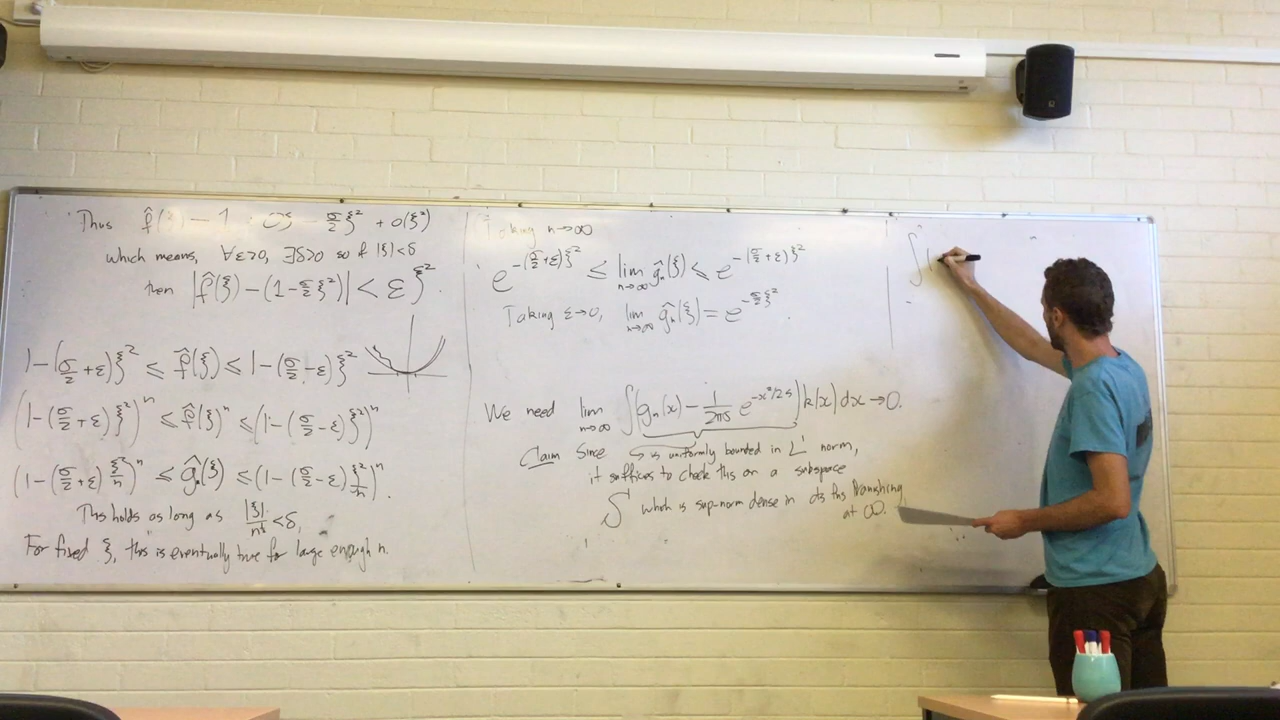 Thus f̂(ξ) - 1 + 0ξ - σ/2 ξ² + o(ξ²)
which means, ∀ε>0, ∃δ>0 so if |ξ|<δ
then |f̂(ξ) - (1 - σ/2 ξ²)| < εξ².
1-(σ/2+ε)ξ² ≤ f̂(ξ) ≤ 1-(σ/2-ε)ξ²
(1-(σ/2+ε)ξ²)ⁿ ≤ f̂(ξ)ⁿ ≤ (1-(σ/2-ε)ξ²)ⁿ
(1-(σ/2+ε)ξ²/n)ⁿ ≤ ĝₙ(ξ) ≤ (1-(σ/2-ε)ξ²/n)ⁿ.
This holds as long as |ξ|/n^½ < δ,
For fixed ξ, this is eventually true for large enough n.
Taking n→∞
e^{-(σ/2+ε)ξ²} ≤ lim_{n→∞} ĝₙ(ξ) ≤ e^{-(σ/2+ε)ξ²}
Taking ε→0, lim_{n→∞} ĝₙ(ξ) = e^{-σ/2 ξ²}.
We need lim_{n→∞} ∫(gₙ(x) - 1/2πs e^{-x²/2s}) k(x) dx → 0.
Claim Since ↳ is uniformly bounded in L¹ norm,
it suffices to check this on a subspace
S which is sup-norm dense in cts fns vanishing
at ∞.
∫